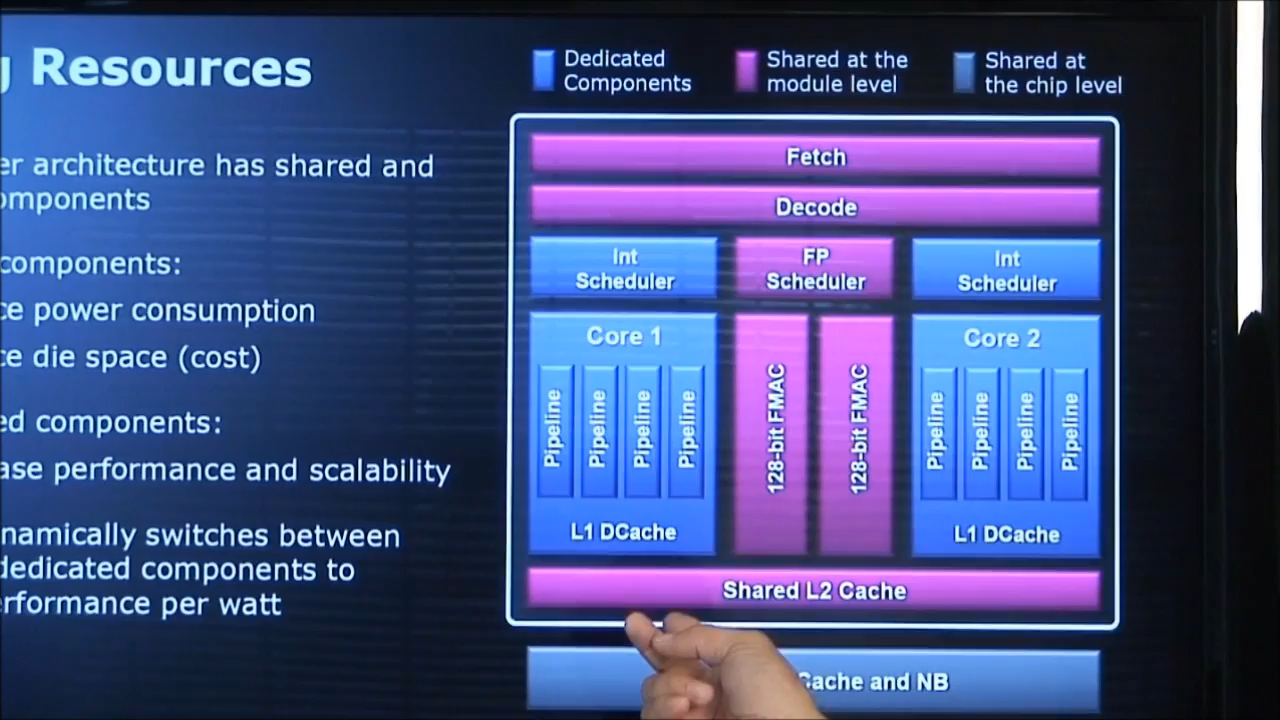 Resources
Dedicated
Components
Shared at the
module level
Shared at
the chip level
er architecture has shared and
omponents
components:
ce power consumption
ce die space (cost)
ed components:
ase performance and scalability
namically switches between
dedicated components to
rformance per watt
Fetch
Decode
Int
Scheduler
FP
Scheduler
Int
Scheduler
Core 1
Pipeline
Pipeline
Pipeline
Pipeline
L1 DCache
128-bit FMAC
128-bit FMAC
Core 2
Pipeline
Pipeline
Pipeline
Pipeline
L1 DCache
Shared L2 Cache
Cache and NB